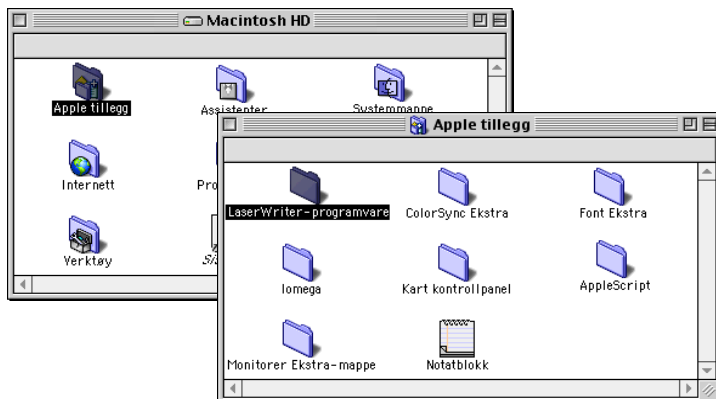 Macintosh HD
Apple tillegg
Assistenter
Systemmappe
Internett
Verktøy
Apple tillegg
LaserWriter-programvare
ColorSync Ekstra
Font Ekstra
Iomega
Kart kontrollpanel
AppleScript
Monitorer Ekstra-mappe
Notatblokk